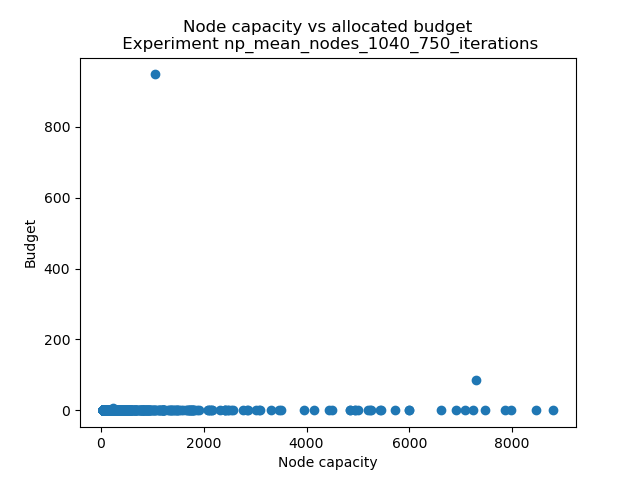 Node capacity vs allocated budget
Experiment np_mean_nodes_1040_750_iterations
800
600
400
200
0
Budget
0 2000 4000 6000 8000
Node capacity